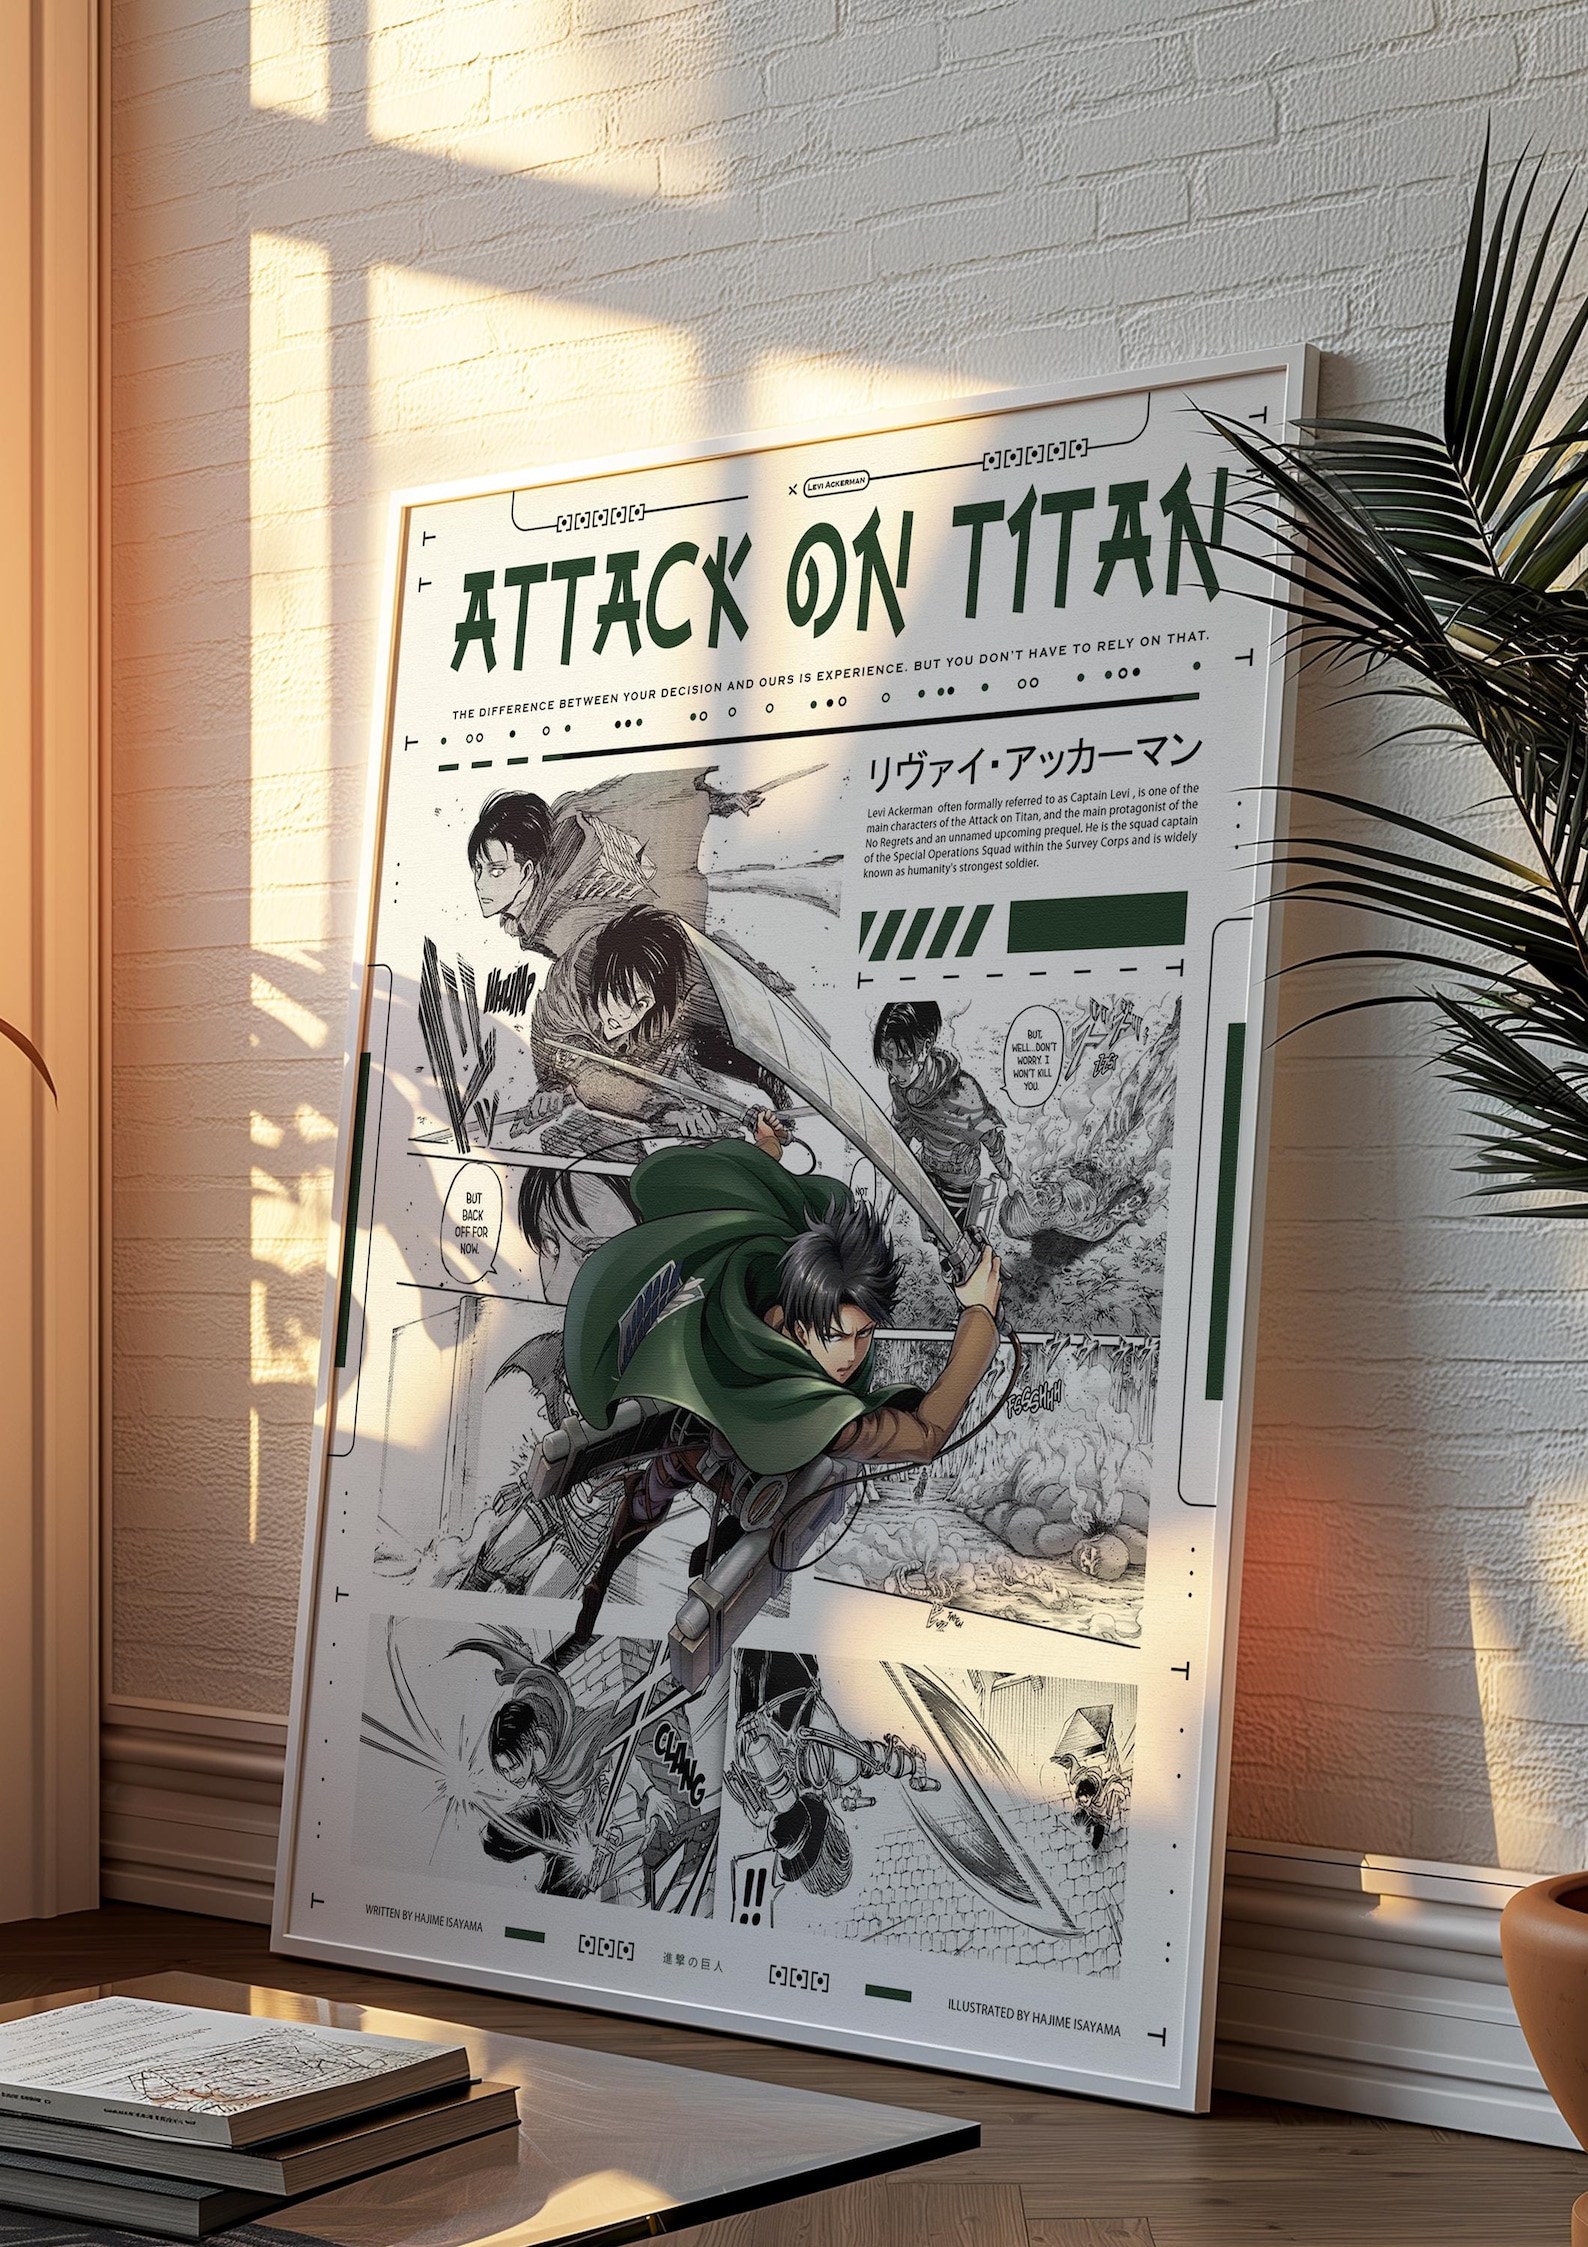 LEVI ACKERMAN
ATTACK ON TITAN
THE DIFFERENCE BETWEEN YOUR DECISION AND OURS IS EXPERIENCE. BUT YOU DON'T HAVE TO RELY ON THAT.
リヴァイ・アッカーマン
Levi Ackerman often formally referred to as Captain Levi , is one of the
main characters of the Attack on Titan, and the main protagonist of the
No Regrets and an unnamed upcoming prequel. He is the squad captain
of the Special Operations Squad within the Survey Corps and is widely
known as humanity's strongest soldier.
BUT,
WELL...DON'T
WORRY. I
WON'T KILL
YOU.
BUT
BACK
OFF FOR
NOW.
NOT
FSSSHHH
CLANG
!!
WRITTEN BY HAJIME ISAYAMA
進撃の巨人
ILLUSTRATED BY HAJIME ISAYAMA